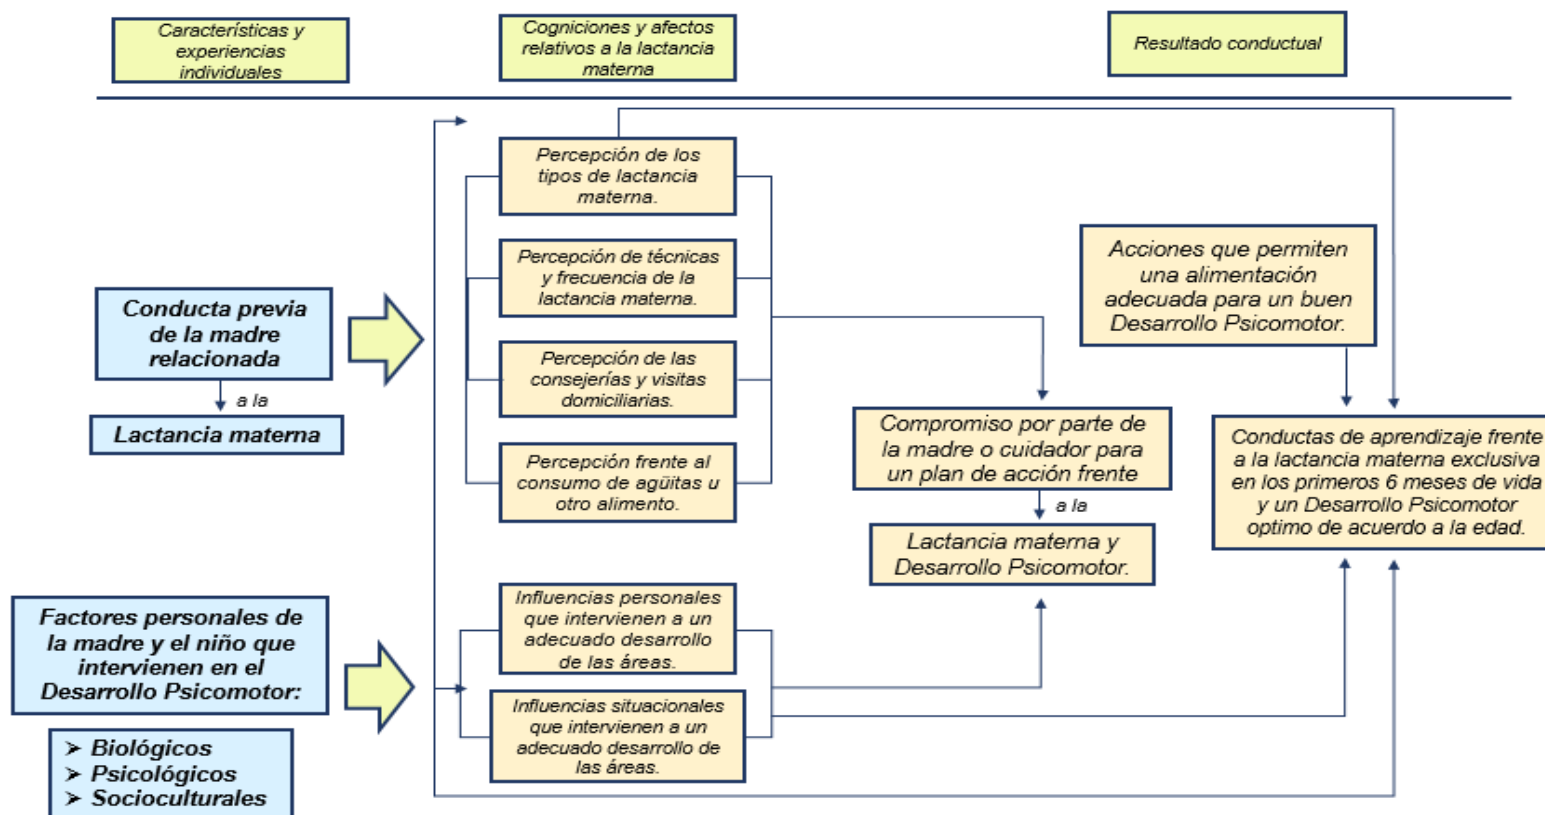 Características y
experiencias
individuales
Cogniciones y afectos
relativos a la lactancia
materna
Resultado conductual
Conducta previa
de la madre
relacionada
a la
Lactancia materna
Factores personales de
la madre y el niño que
intervienen en el
Desarrollo Psicomotor:
➤ Biológicos
➤ Psicológicos
➤ Socioculturales
Percepción de los
tipos de lactancia
materna.
Percepción de técnicas
y frecuencia de la
lactancia materna.
Percepción de las
consejerías y visitas
domiciliarias.
Percepción frente al
consumo de agüitas u
otro alimento.
Influencias personales
que intervienen a un
adecuado desarrollo
de las áreas.
Influencias situacionales
que intervienen a un
adecuado desarrollo de
las áreas.
Compromiso por parte de
la madre o cuidador para
un plan de acción frente
a la
Lactancia materna y
Desarrollo Psicomotor.
Acciones que permiten
una alimentación
adecuada para un buen
Desarrollo Psicomotor.
Conductas de aprendizaje frente
a la lactancia materna exclusiva
en los primeros 6 meses de vida
y un Desarrollo Psicomotor
optimo de acuerdo a la edad.